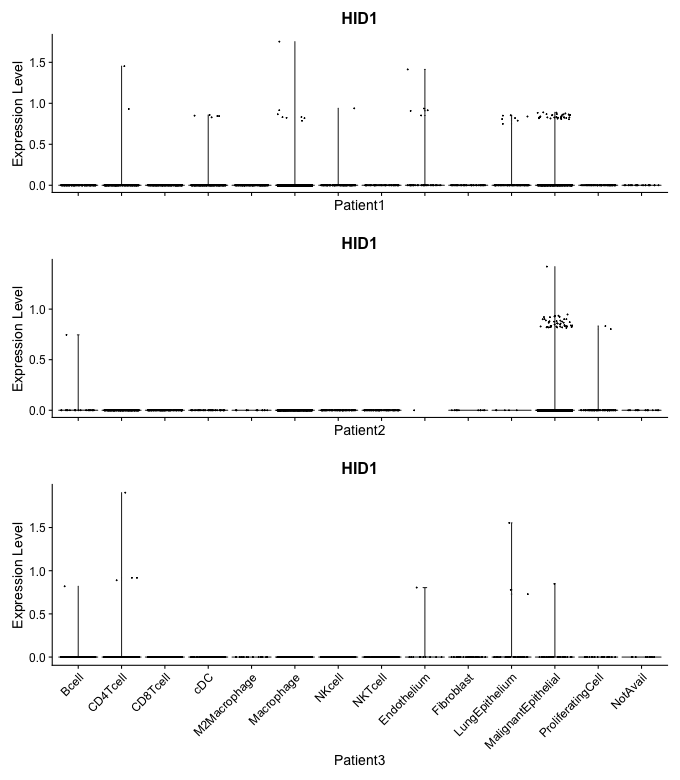 HID1
Expression Level
1.5
1.0
0.5
0.0
Patient1
HID1
Expression Level
1.0
0.5
0.0
Patient2
HID1
Expression Level
1.5
1.0
0.5
0.0
Bcell
CD4Tcell
CD8Tcell
cDC
M2Macrophage
Macrophage
NKcell
NKTcell
Endothelium
Fibroblast
LungEpithelium
MalignantEpithelial
ProliferatingCell
NotAvail
Patient3